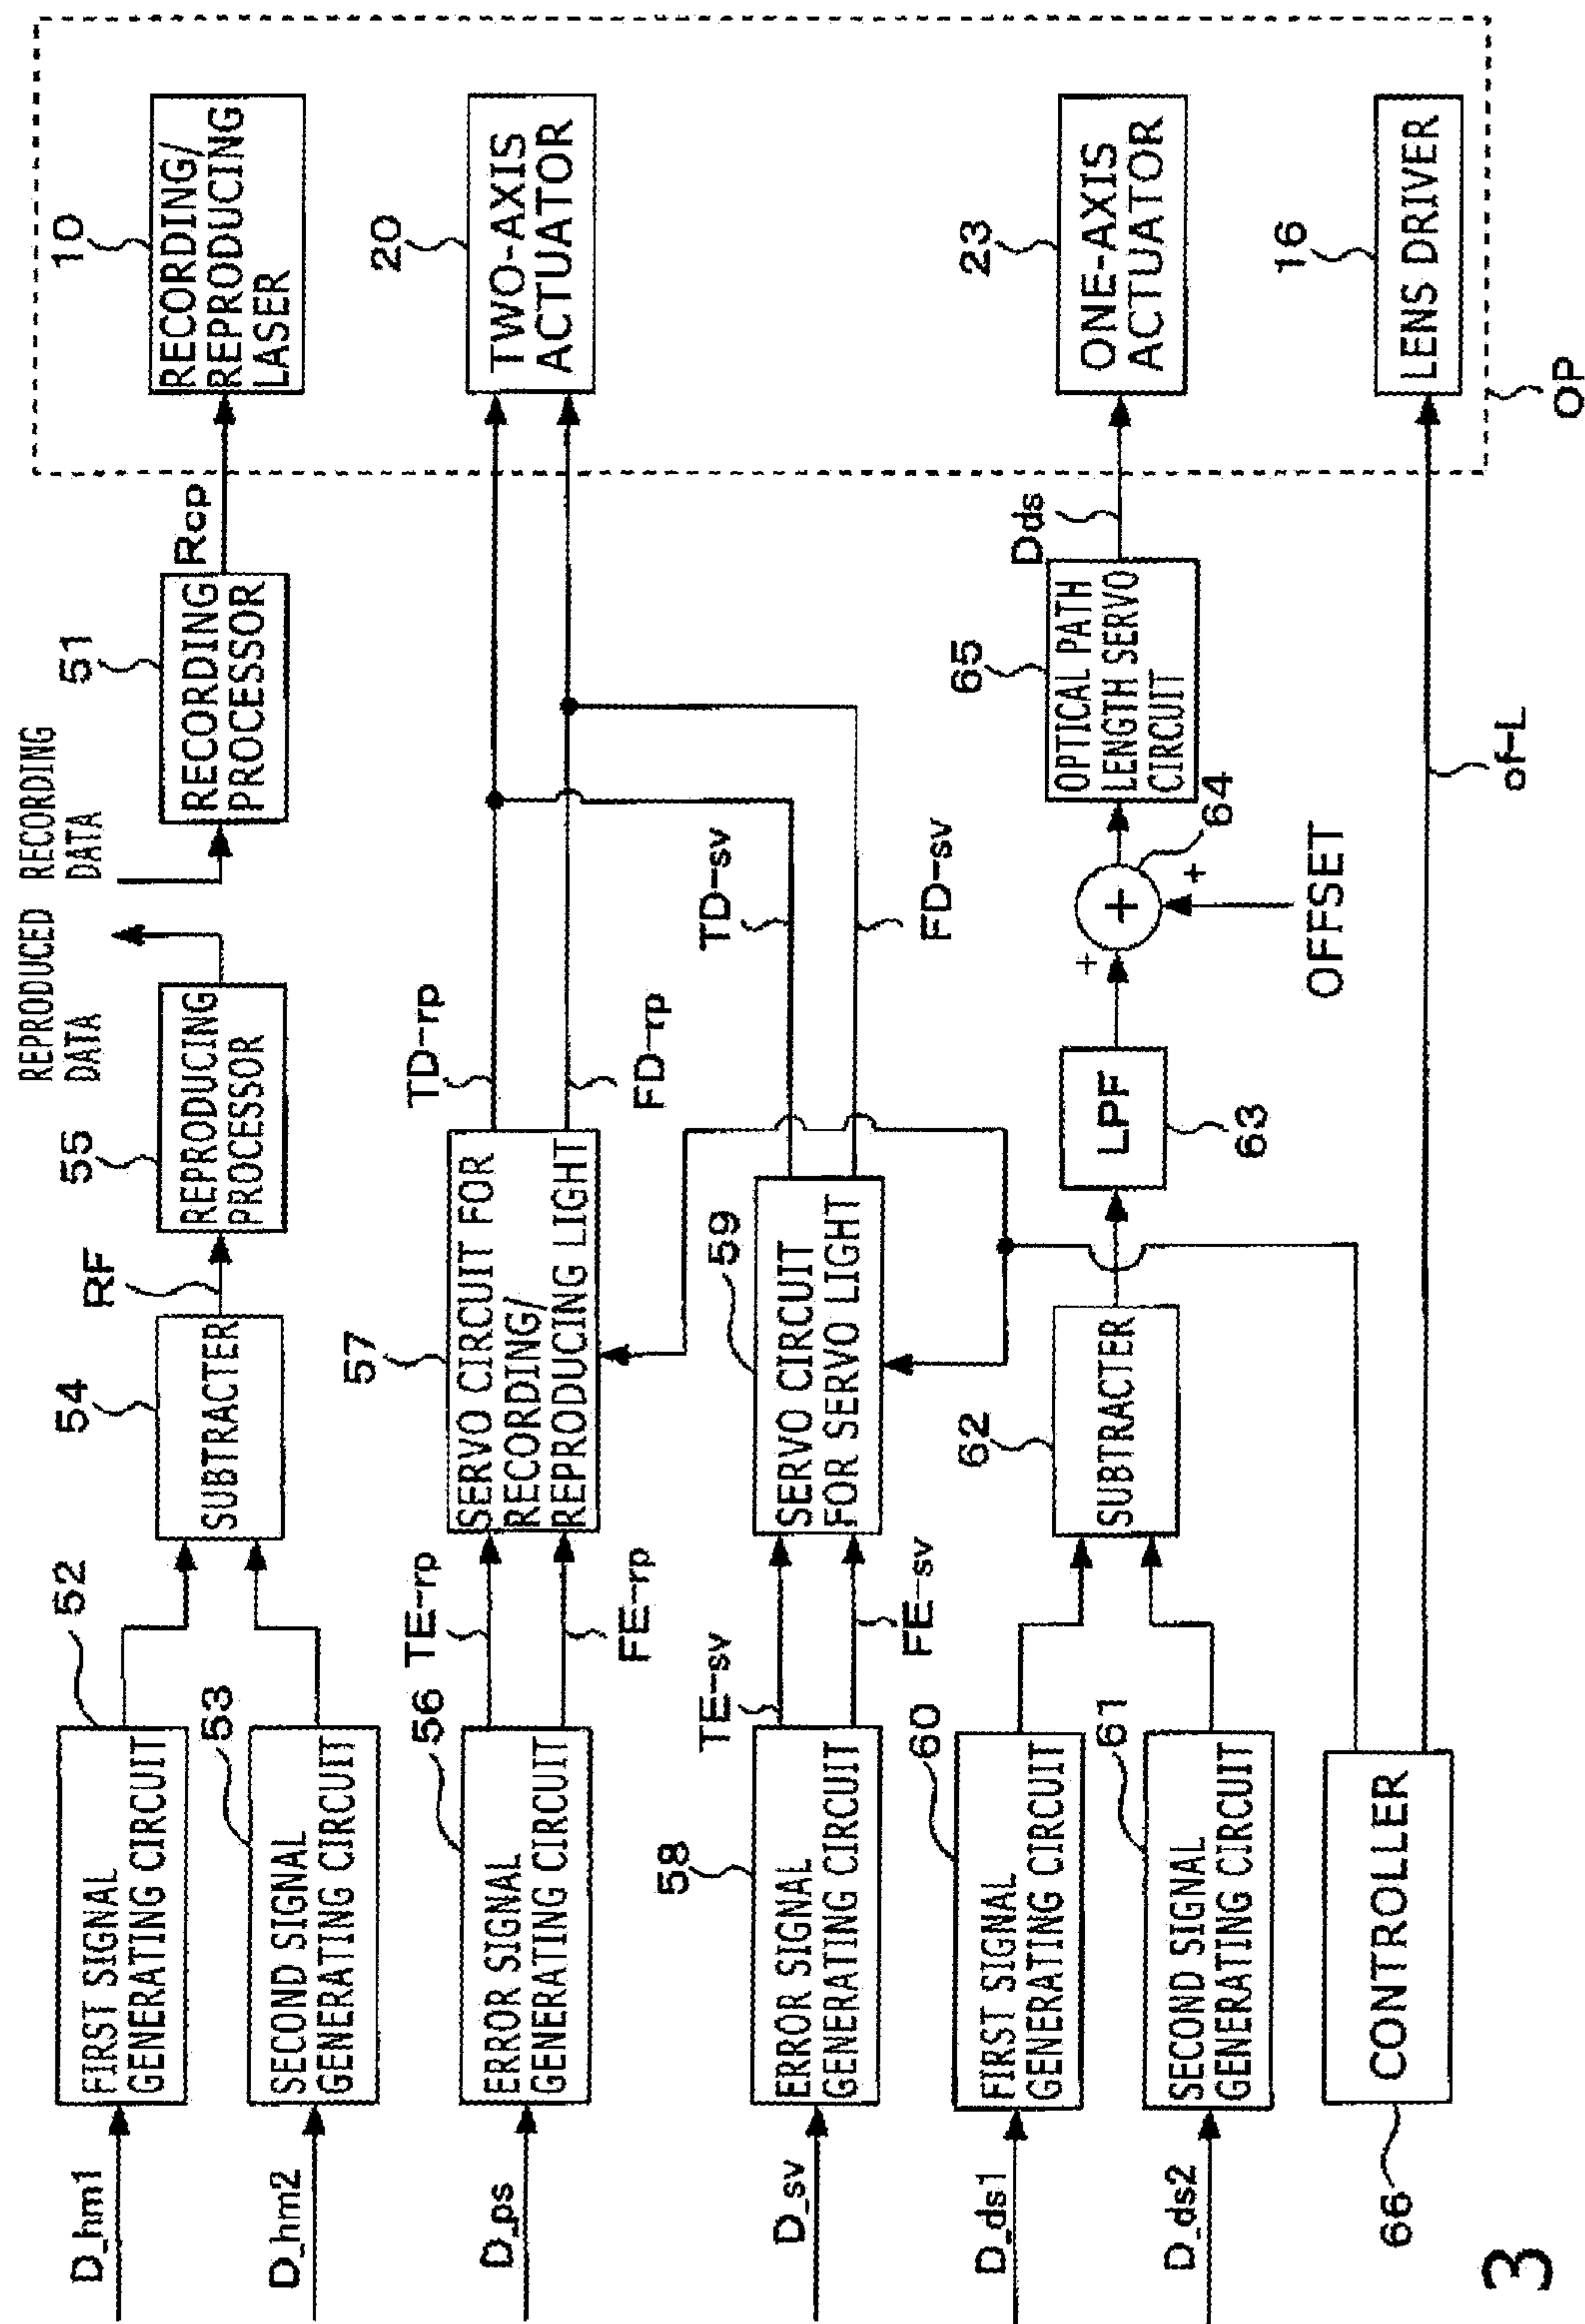 D_hm1
FIRST SIGNAL
GENERATING CIRCUIT
52
D_hm2
SECOND SIGNAL
GENERATING CIRCUIT
53
SUBTRACTER
54
RF
REPRODUCING
PROCESSOR
55
REPRODUCED
DATA
RECORDING
DATA
RECORDING
PROCESSOR
51
Rcp
RECORDING/
REPRODUCING
LASER
10
D_ps
ERROR SIGNAL
GENERATING CIRCUIT
56
TE-rp
FE-rp
SERVO CIRCUIT FOR
RECORDING/
REPRODUCING LIGHT
57
TD-rp
FD-rp
TWO-AXIS
ACTUATOR
20
D_sv
ERROR SIGNAL
GENERATING CIRCUIT
58
TE-sv
FE-sv
SERVO CIRCUIT
FOR SERVO LIGHT
59
TD-sv
FD-sv
D_ds1
FIRST SIGNAL
GENERATING CIRCUIT
60
D_ds2
SECOND SIGNAL
GENERATING CIRCUIT
61
SUBTRACTER
62
LPF
63
+
+
+
64
OFFSET
OPTICAL PATH
LENGTH SERVO
CIRCUIT
65
Dds
ONE-AXIS
ACTUATOR
23
CONTROLLER
66
of-L
LENS DRIVER
16
OP
3